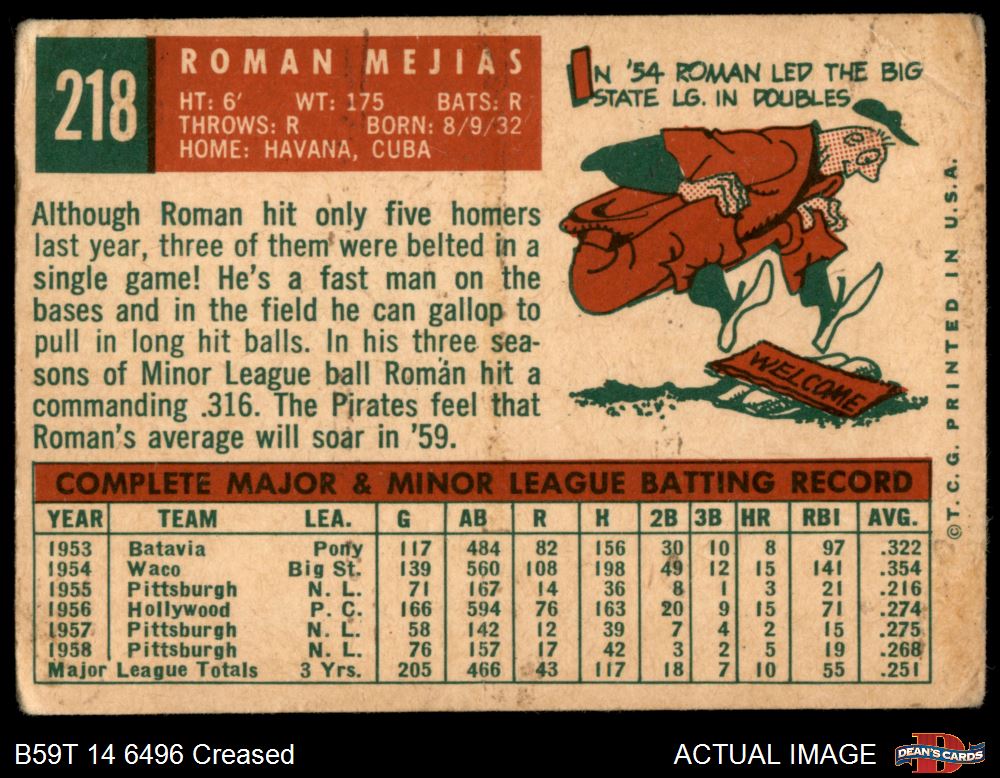 218
ROMAN MEJIAS
HT: 6' WT: 175 BATS: R
THROWS: R BORN: 8/9/32
HOME: HAVANA, CUBA
IN '54 ROMAN LED THE BIG
STATE LG. IN DOUBLES
Although Roman hit only five homers
last year, three of them were belted in a
single game! He's a fast man on the
bases and in the field he can gallop to
pull in long hit balls. In his three sea-
sons of Minor League ball Román hit a
commanding .316. The Pirates feel that
Roman's average will soar in '59.
WELCOME
© T. C. G. PRINTED IN U.S.A.
COMPLETE MAJOR & MINOR LEAGUE BATTING RECORD
YEAR TEAM LEA. G AB R H 2B 3B HR RBI AVG.
1953 Batavia Pony 117 484 82 156 30 10 8 97 .322
1954 Waco Big St. 139 560 108 198 49 12 15 141 .354
1955 Pittsburgh N. L. 71 167 14 36 8 1 3 21 .216
1956 Hollywood P. C. 166 594 76 163 20 9 15 71 .274
1957 Pittsburgh N. L. 58 142 12 39 7 4 2 15 .275
1958 Pittsburgh N. L. 76 157 17 42 3 2 5 19 .268
Major League Totals 3 Yrs. 205 466 43 117 18 7 10 55 .251
B59T 14 6496 Creased
ACTUAL IMAGE
DEAN'S CARDS